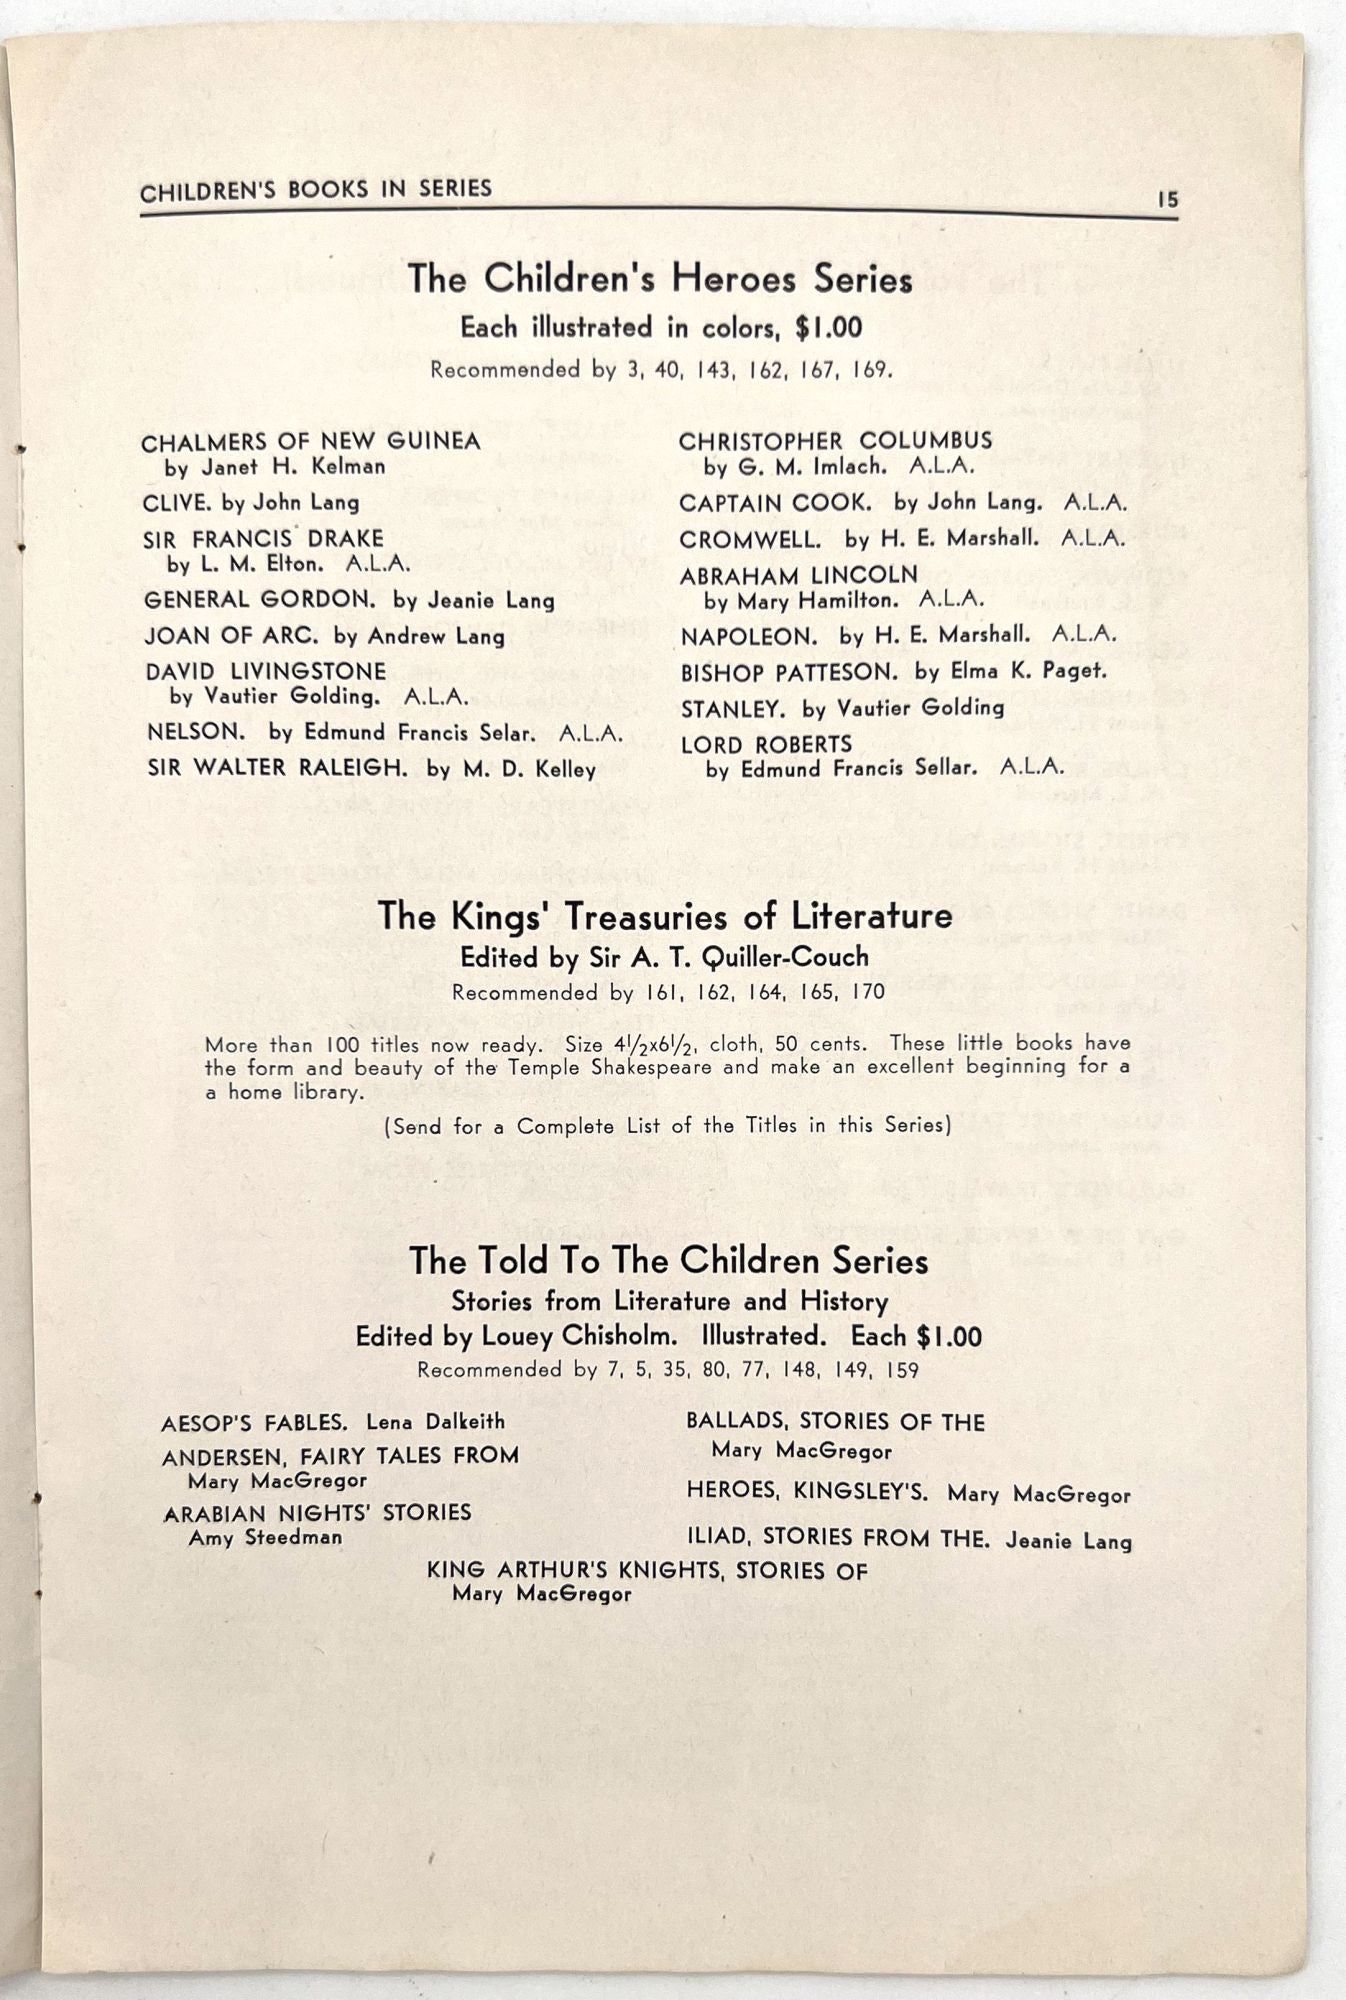 CHILDREN'S BOOKS IN SERIES
15
The Children's Heroes Series
Each illustrated in colors, $1.00
Recommended by 3, 40, 143, 162, 167, 169.
CHALMERS OF NEW GUINEA
by Janet H. Kelman
CLIVE. by John Lang
SIR FRANCIS DRAKE
by L. M. Elton. A.L.A.
GENERAL GORDON. by Jeanie Lang
JOAN OF ARC. by Andrew Lang
DAVID LIVINGSTONE
by Vautier Golding. A.L.A.
NELSON. by Edmund Francis Selar. A.L.A.
SIR WALTER RALEIGH. by M. D. Kelley
CHRISTOPHER COLUMBUS
by G. M. Imlach. A.L.A.
CAPTAIN COOK. by John Lang. A.L.A.
CROMWELL. by H. E. Marshall. A.L.A.
ABRAHAM LINCOLN
by Mary Hamilton. A.L.A.
NAPOLEON. by H. E. Marshall. A.L.A.
BISHOP PATTESON. by Elma K. Paget.
STANLEY. by Vautier Golding
LORD ROBERTS
by Edmund Francis Sellar. A.L.A.
The Kings' Treasuries of Literature
Edited by Sir A. T. Quiller-Couch
Recommended by 161, 162, 164, 165, 170
More than 100 titles now ready. Size 4½x6½, cloth, 50 cents. These little books have
the form and beauty of the Temple Shakespeare and make an excellent beginning for a
a home library.
(Send for a Complete List of the Titles in this Series)
The Told To The Children Series
Stories from Literature and History
Edited by Louey Chisholm. Illustrated. Each $1.00
Recommended by 7, 5, 35, 80, 77, 148, 149, 159
AESOP'S FABLES. Lena Dalkeith
ANDERSEN, FAIRY TALES FROM
Mary MacGregor
ARABIAN NIGHTS' STORIES
Amy Steedman
BALLADS, STORIES OF THE
Mary MacGregor
HEROES, KINGSLEY'S. Mary MacGregor
ILIAD, STORIES FROM THE. Jeanie Lang
KING ARTHUR'S KNIGHTS, STORIES OF
Mary MacGregor